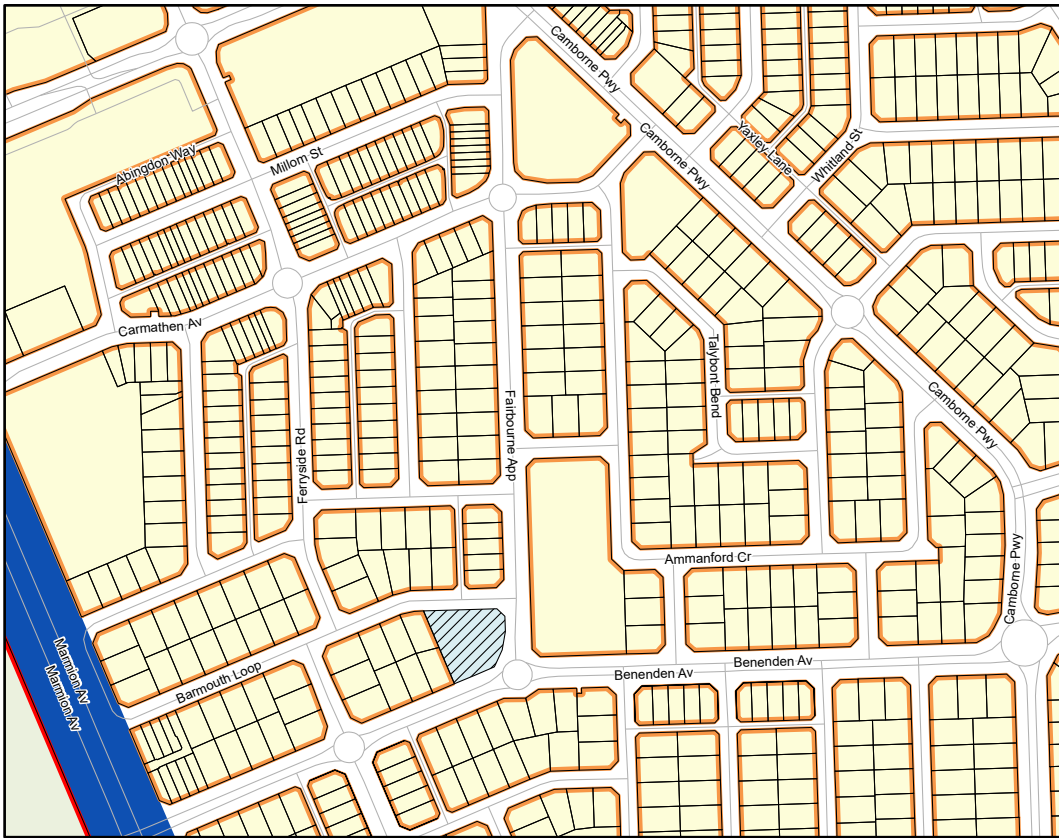 Camborne Pwy
Camborne Pwy
Yaxley Lane
Whitland St
Abingdon Way
Millom St
Carmathen Av
Talybont Bend
Fairbourne App
Camborne Pwy
Ferryside Rd
Ammanford Cr
Camborne Pwy
Marmion Av
Marmion Av
Barmouth Loop
Benenden Av
Benenden Av